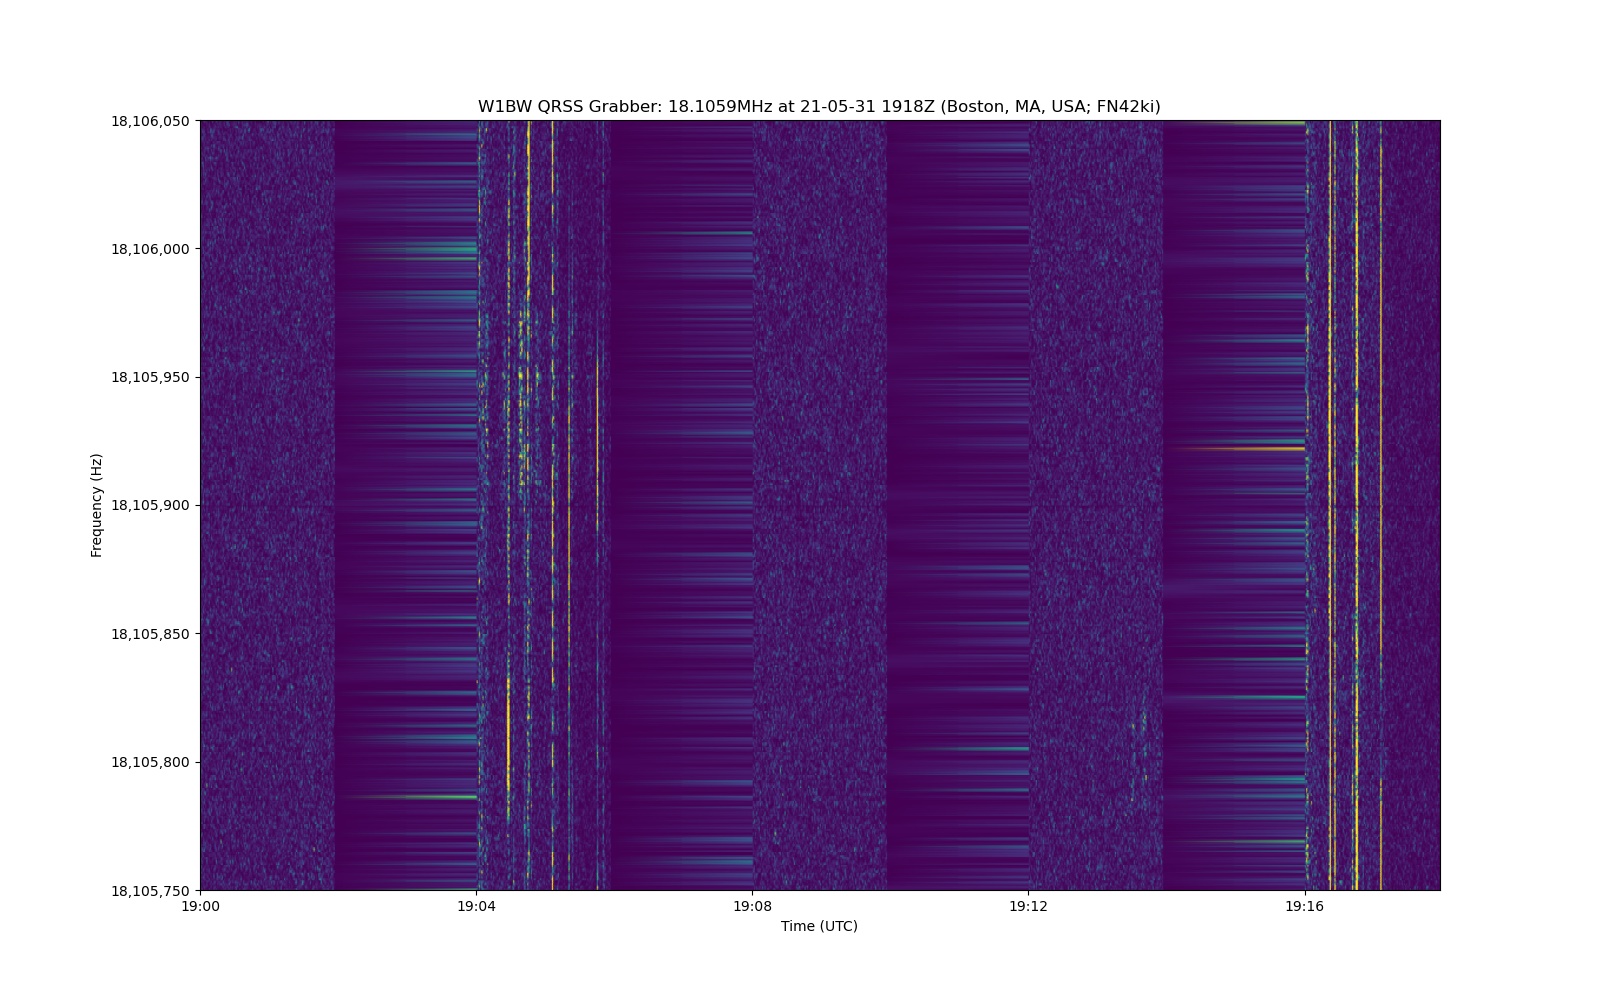 W1BW QRSS Grabber: 18.1059MHz at 21-05-31 1918Z (Boston, MA, USA; FN42ki)
18,106,050
18,106,000
18,105,950
18,105,900
18,105,850
18,105,800
18,105,750
Frequency (Hz)
19:00 19:04 19:08 19:12 19:16
Time (UTC)